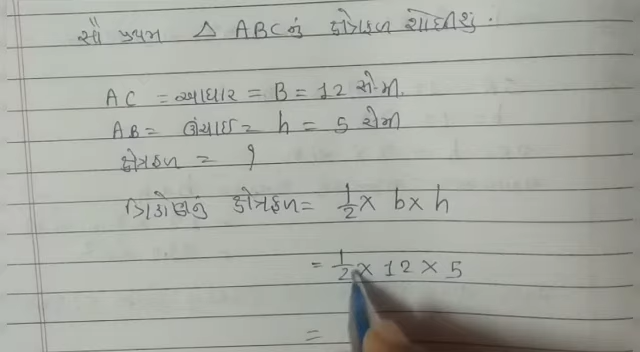 સૌ પ્રથમ △ ABCનું ક્ષેત્રફળ શોધીશું.
AC = આધાર = B = 12 સેમી.
AB = ઊંચાઈ = h = 5 સેમી
ક્ષેત્રફળ = ?
ત્રિકોણનું ક્ષેત્રફળ = 1/2 × b × h
= 1/2 × 12 × 5
=